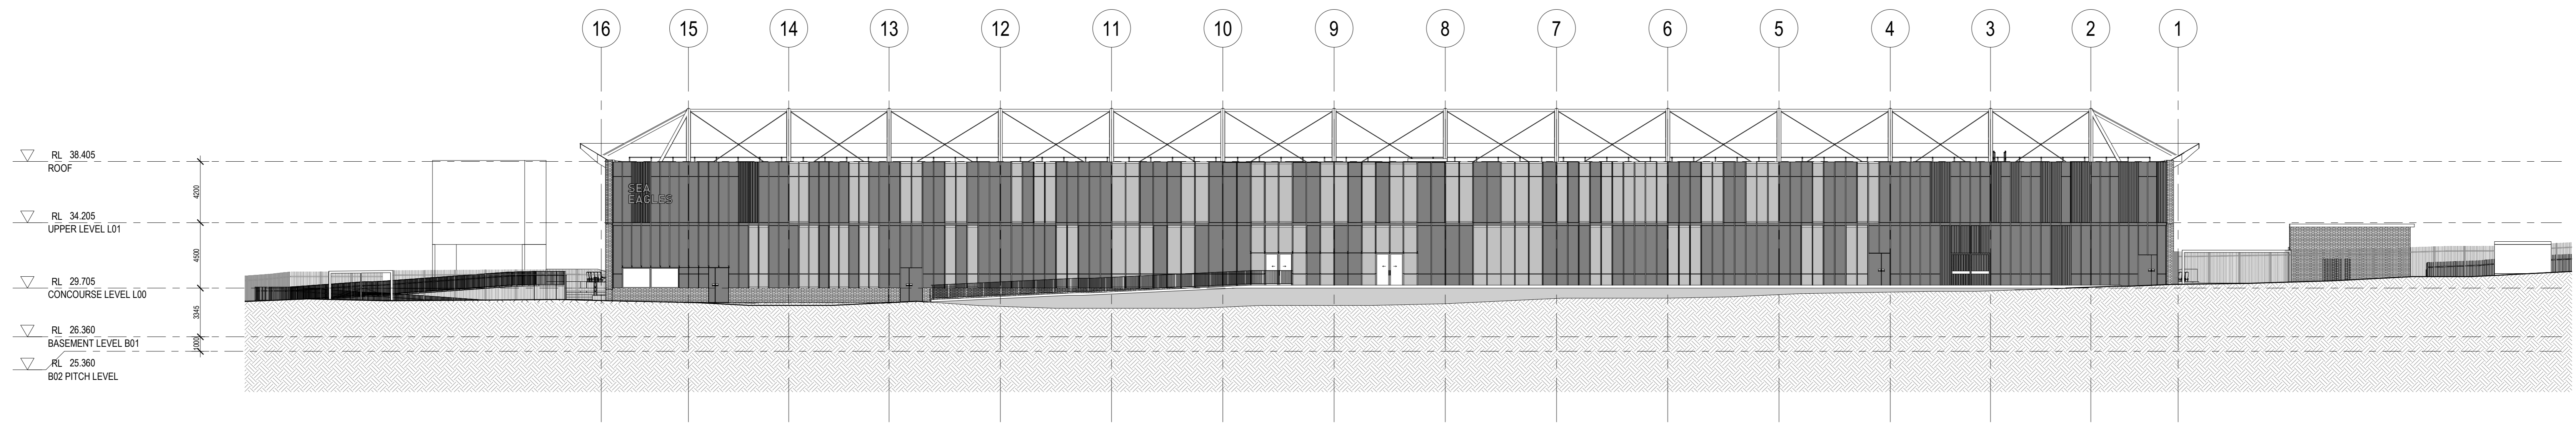 16 15 14 13 12 11 10 9 8 7 6 5 4 3 2 1
RL 38.405
ROOF
4200
SEA
EAGLES
RL 34.205
UPPER LEVEL L01
4500
RL 29.705
CONCOURSE LEVEL L00
3345
RL 26.360
BASEMENT LEVEL B01
1000
RL 25.360
B02 PITCH LEVEL